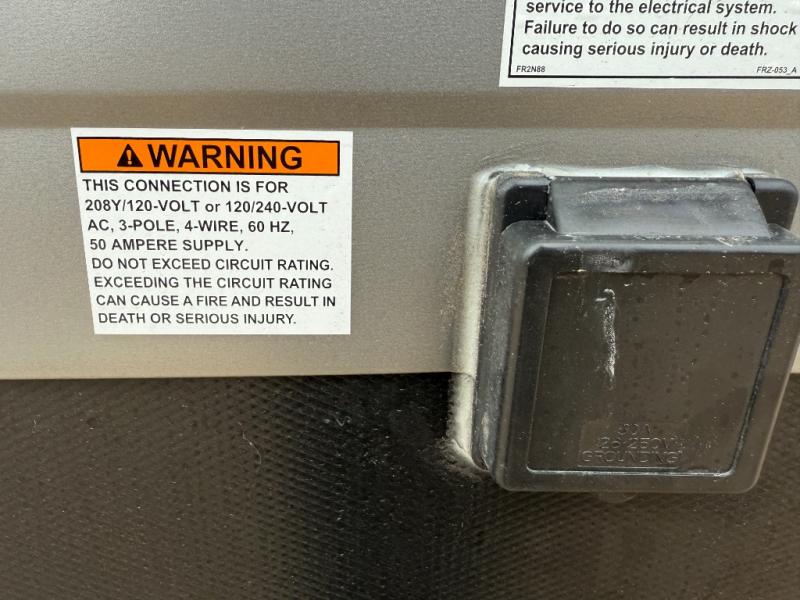 service to the electrical system.
Failure to do so can result in shock
causing serious injury or death.
FR2N88 FRZ-053_A
WARNING
THIS CONNECTION IS FOR
208Y/120-VOLT or 120/240-VOLT
AC, 3-POLE, 4-WIRE, 60 HZ,
50 AMPERE SUPPLY.
DO NOT EXCEED CIRCUIT RATING.
EXCEEDING THE CIRCUIT RATING
CAN CAUSE A FIRE AND RESULT IN
DEATH OR SERIOUS INJURY.
GROUNDING